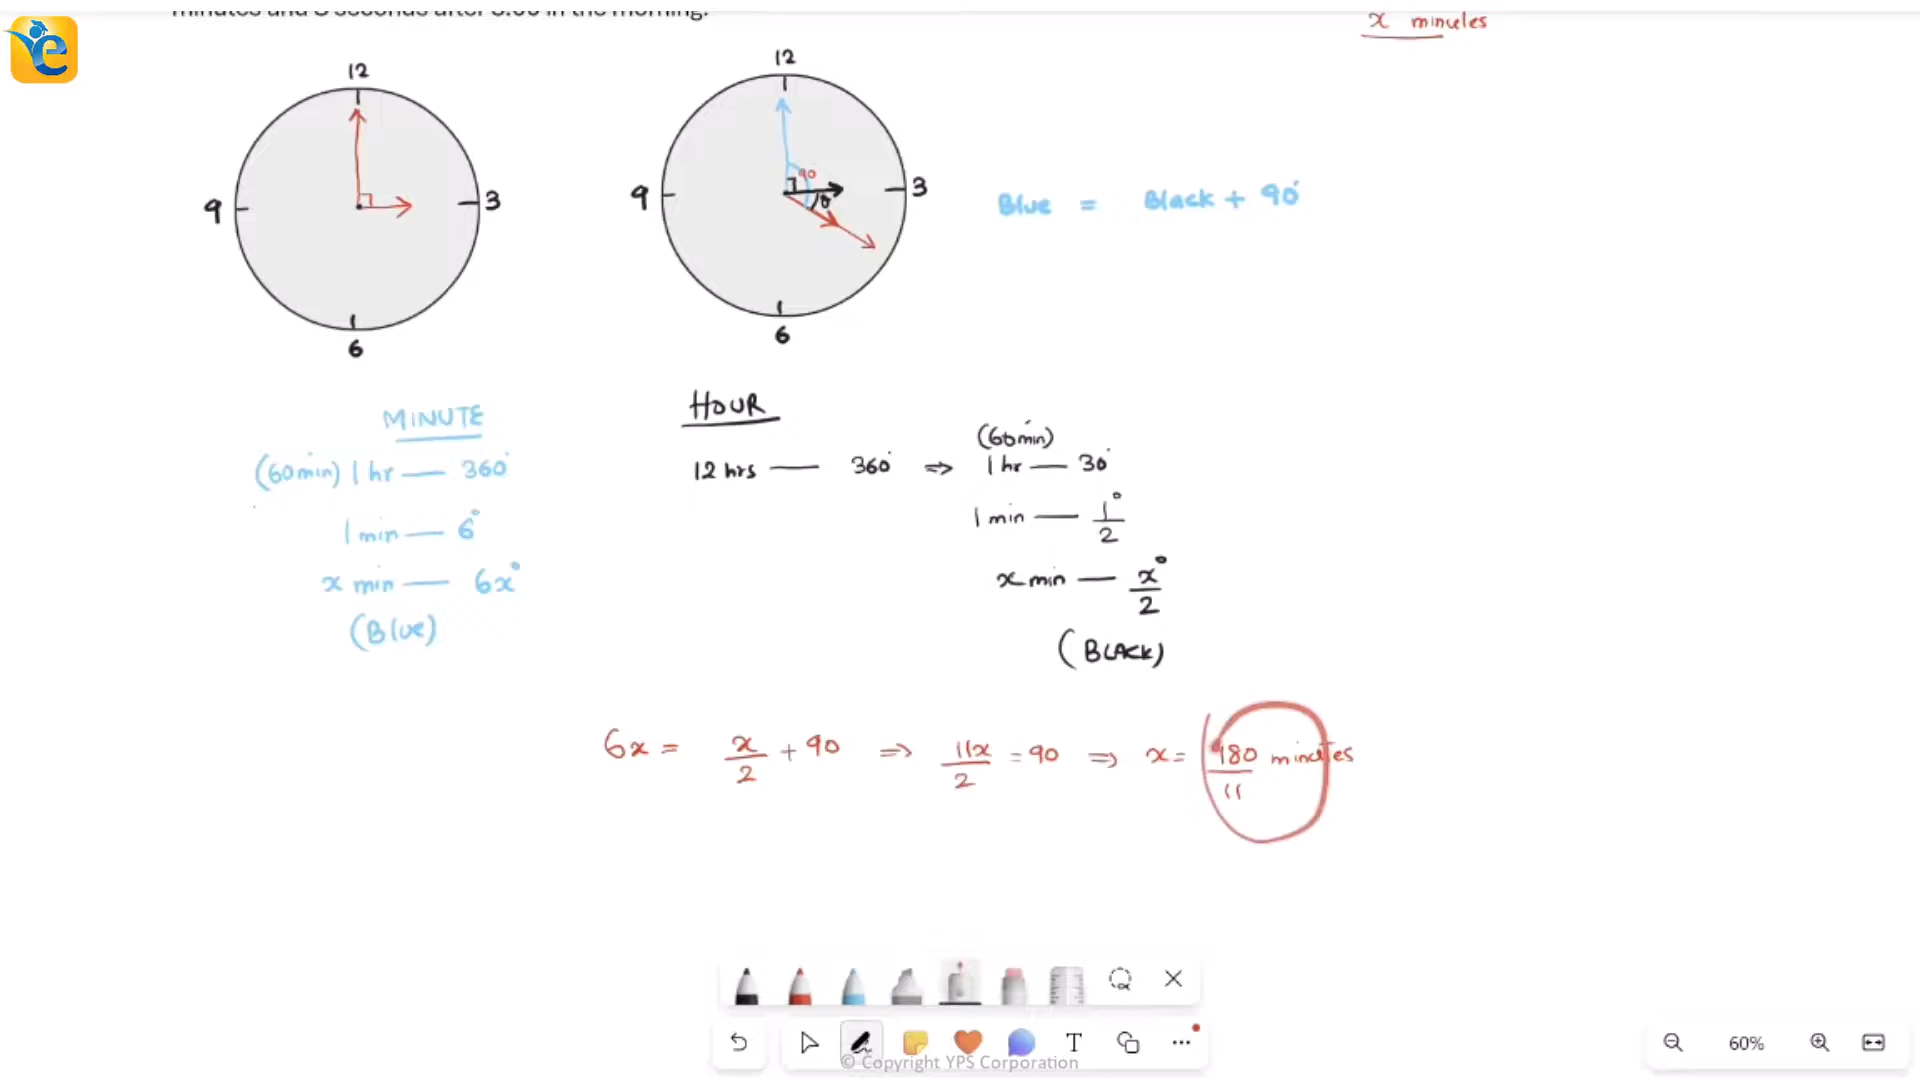 x minutes
12
9
3
6
12
90
θ
9
3
6
Blue = Black + 90°
MINUTE
(60min) 1 hr — 360°
1 min — 6°
x min — 6x°
(Blue)
HOUR
(60min)
12 hrs — 360° ⇒ 1 hr — 30°
1 min — 1°/2
x min — x°/2
(BLACK)
6x = x/2 + 90 ⇒ 11x/2 = 90 ⇒ x = 180/11 minutes
T
60%
© Copyright YPS Corporation